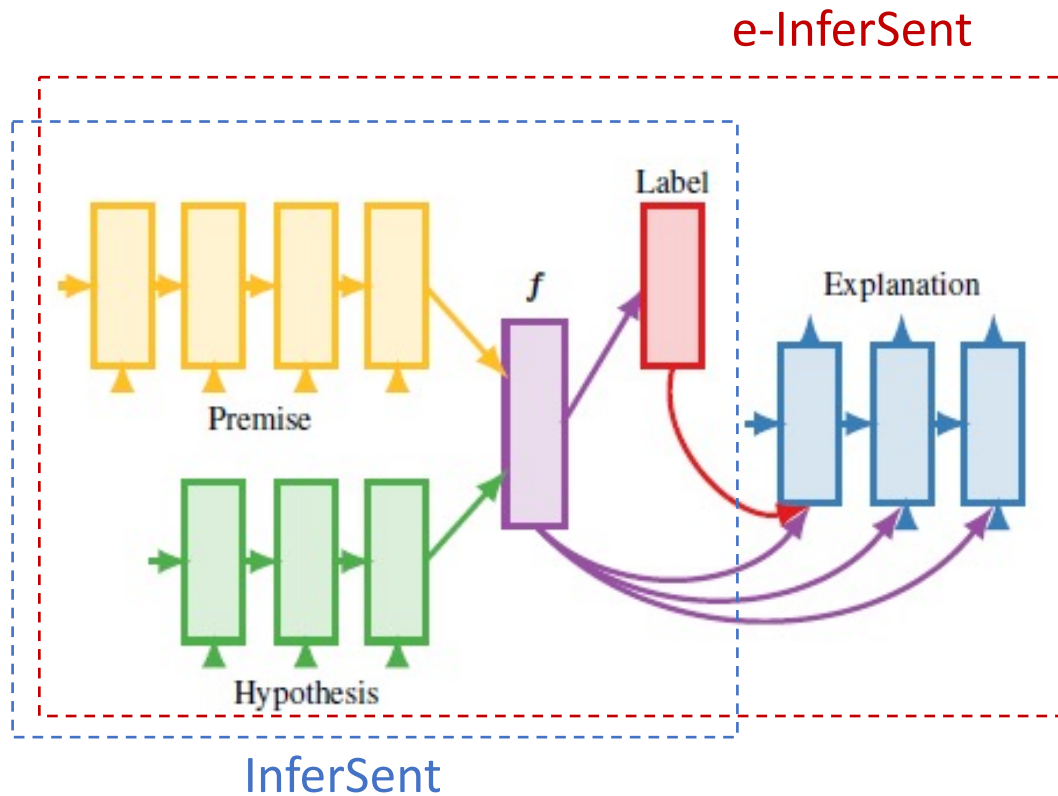 e-InferSent
Label
f
Explanation
Premise
Hypothesis
InferSent